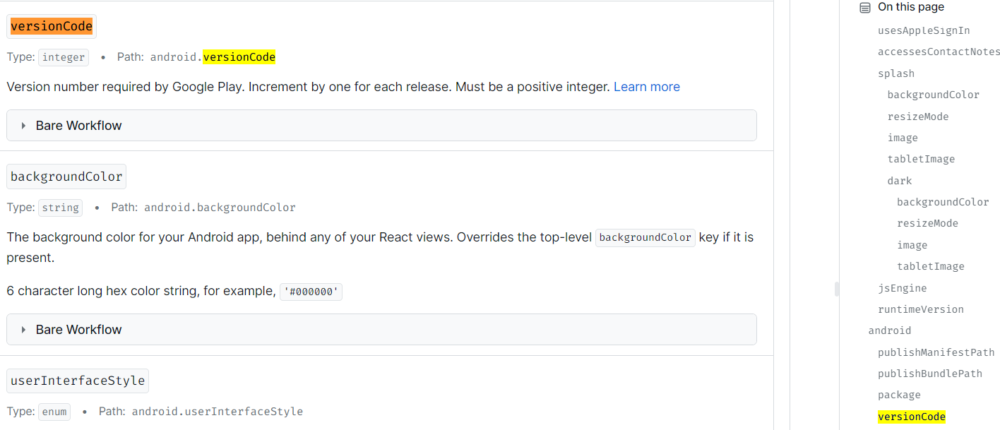 versionCode
Type: integer • Path: android.versionCode
Version number required by Google Play. Increment by one for each release. Must be a positive integer. Learn more
Bare Workflow
backgroundColor
Type: string • Path: android.backgroundColor
The background color for your Android app, behind any of your React views. Overrides the top-level backgroundColor key if it is
present.
6 character long hex color string, for example, '#000000'
Bare Workflow
userInterfaceStyle
Type: enum • Path: android.userInterfaceStyle
On this page
usesAppleSignIn
accessesContactNotes
splash
backgroundColor
resizeMode
image
tabletImage
dark
backgroundColor
resizeMode
image
tabletImage
jsEngine
runtimeVersion
android
publishManifestPath
publishBundlePath
package
versionCode